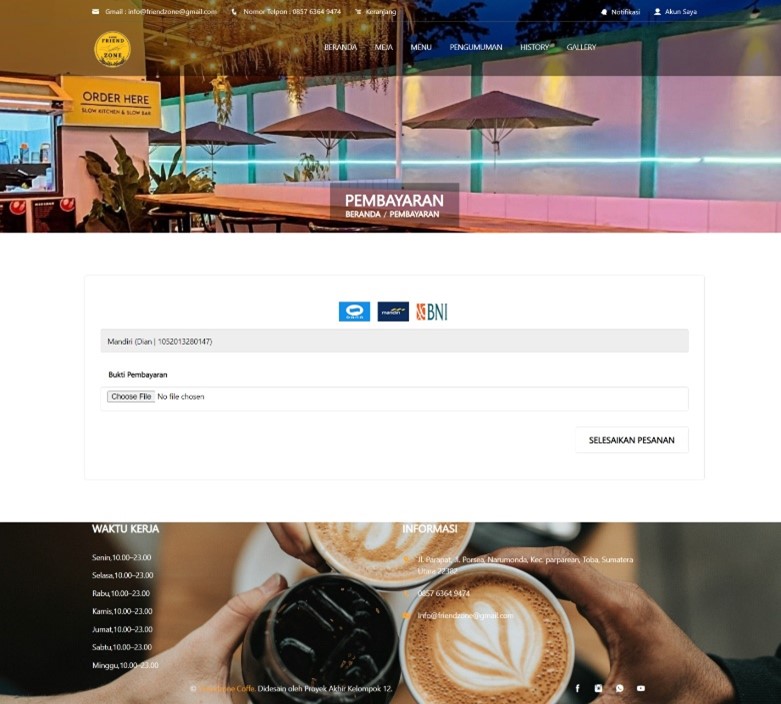 Gmail : info@friendzone@gmail.com
Nomor Telpon : 0857 6364 9474
Keranjang
Notifikasi
Akun Saya
FRIEND
ZONE
BERANDA
MEJA
MENU
PENGUMUMAN
HISTORY
GALLERY
ORDER HERE
SLOW KITCHEN & SLOW BAR
PEMBAYARAN
BERANDA / PEMBAYARAN
mandiri
BNI
Mandiri (Dian | 1052013280147)
Bukti Pembayaran
Choose File No file chosen
SELESAIKAN PESANAN
WAKTU KERJA
Senin,10.00–23.00
Selasa,10.00–23.00
Rabu,10.00–23.00
Kamis,10.00–23.00
Jumat,10.00–23.00
Sabtu,10.00–23.00
Minggu,10.00–23.00
INFORMASI
Jl. Parapat, Jl. Porsea, Narumonda, Kec. parparean, Toba, Sumatera
Utara 22382
0857 6364 9474
info@friendzone@gmail.com
© Coffe. Didesain oleh Proyek Akhir Kelompok 12.